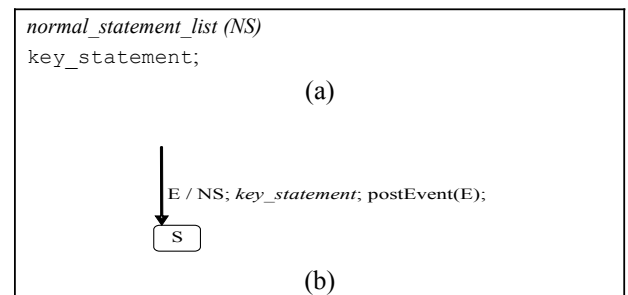 normal_statement_list (NS)
key_statement;
(a)
E / NS; key_statement; postEvent(E);
S
(b)